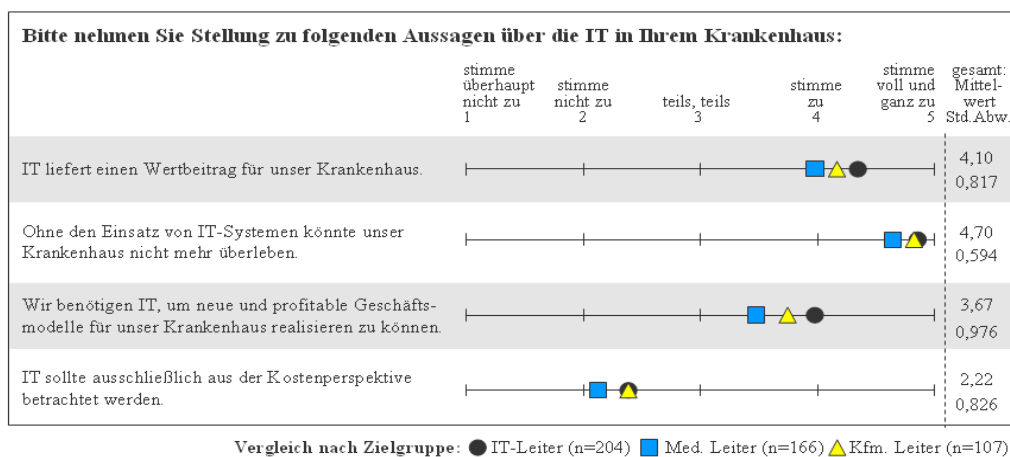 Bitte nehmen Sie Stellung zu folgenden Aussagen über die IT in Ihrem Krankenhaus:
stimme überhaupt nicht zu 1
stimme nicht zu 2
teils, teils 3
stimme zu 4
stimme voll und ganz zu 5
gesamt: Mittel- wert Std.Abw.
IT liefert einen Wertbeitrag für unser Krankenhaus.
4,10
0,817
Ohne den Einsatz von IT-Systemen könnte unser
Krankenhaus nicht mehr überleben.
4,70
0,594
Wir benötigen IT, um neue und profitable Geschäfts-
modelle für unser Krankenhaus realisieren zu können.
3,67
0,976
IT sollte ausschließlich aus der Kostenperspektive
betrachtet werden.
2,22
0,826
Vergleich nach Zielgruppe: IT-Leiter (n=204) Med. Leiter (n=166) Kfm. Leiter (n=107)